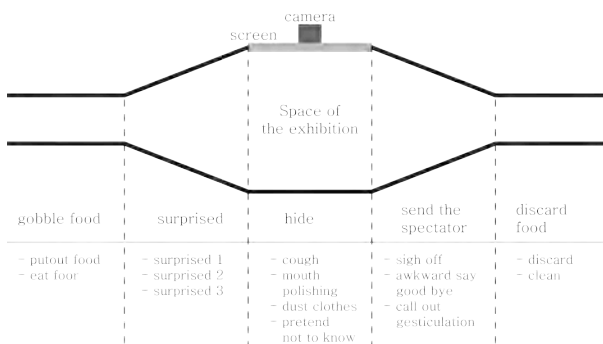 camera
screen
Space of
the exhibition
gobble food
surprised
hide
send the
spectator
discard
food
- putout food
- eat foor
- surprised 1
- surprised 2
- surprised 3
- cough
- mouth
polishing
- dust clothes
- pretend
not to know
- sigh off
- awkward say
good bye
- call out
gesticulation
- discard
- clean